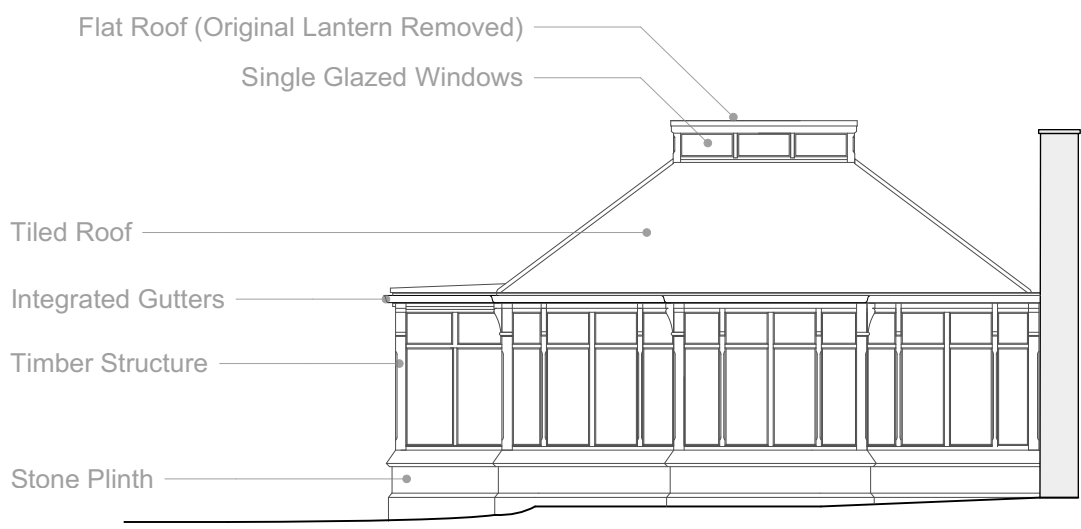 Flat Roof (Original Lantern Removed)
Single Glazed Windows
Tiled Roof
Integrated Gutters
Timber Structure
Stone Plinth